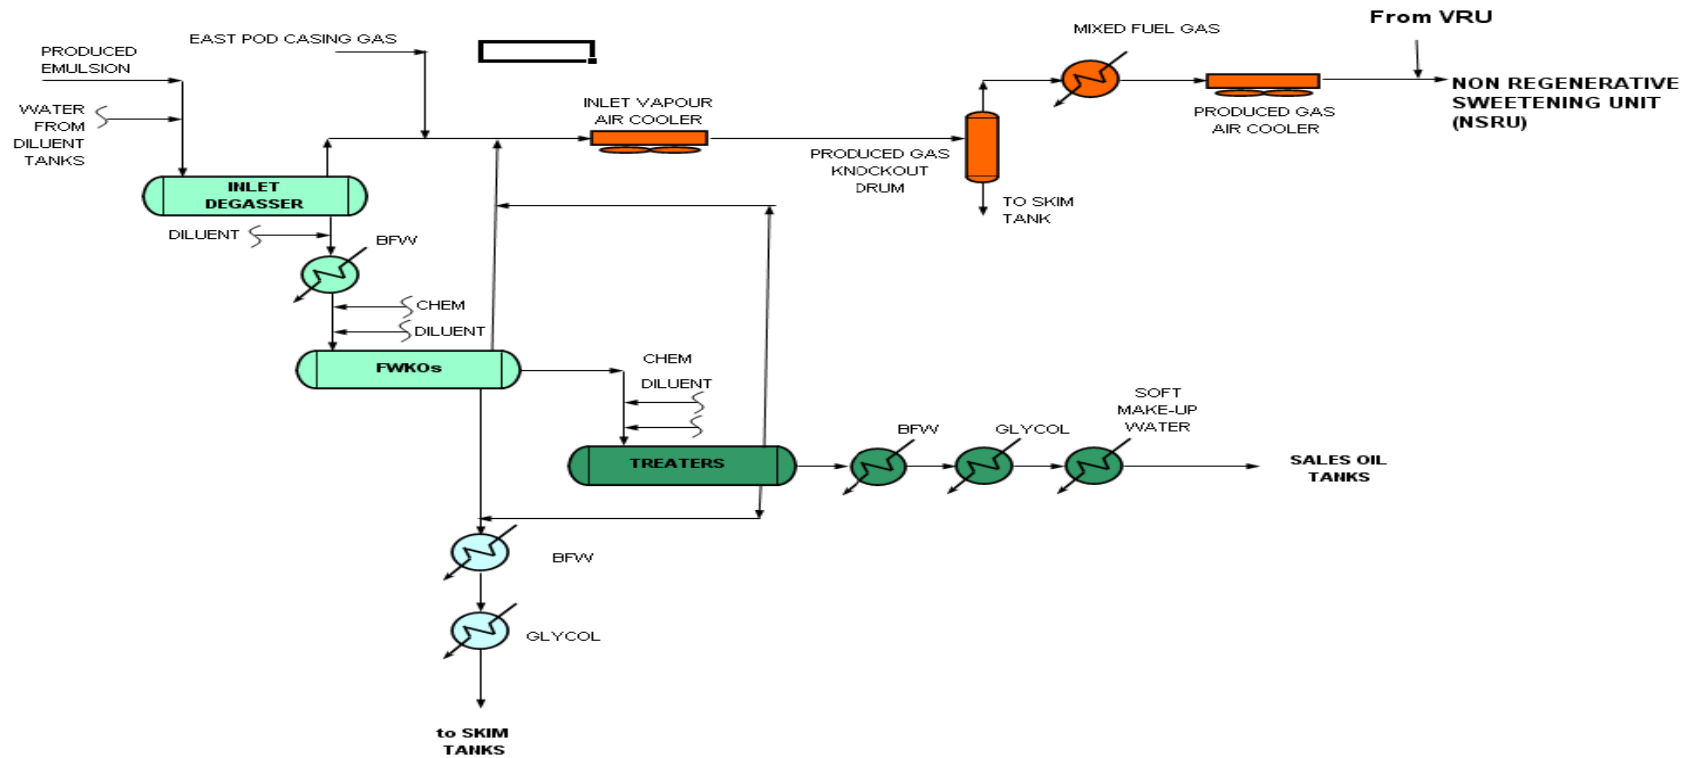 From VRU
EAST POD CASING GAS
MIXED FUEL GAS
PRODUCED
EMULSION
NON REGENERATIVE
SWEETENING UNIT
(NSRU)
WATER
FROM
DILUENT
TANKS
INLET VAPOUR
AIR COOLER
PRODUCED GAS
AIR COOLER
PRODUCED GAS
KNOCKOUT
DRUM
INLET
DEGASSER
TO SKIM
TANK
DILUENT
BFW
CHEM
DILUENT
FWKOs
CHEM
DILUENT
SOFT
MAKE-UP
WATER
BFW
GLYCOL
TREATERS
SALES OIL
TANKS
BFW
GLYCOL
to SKIM
TANKS